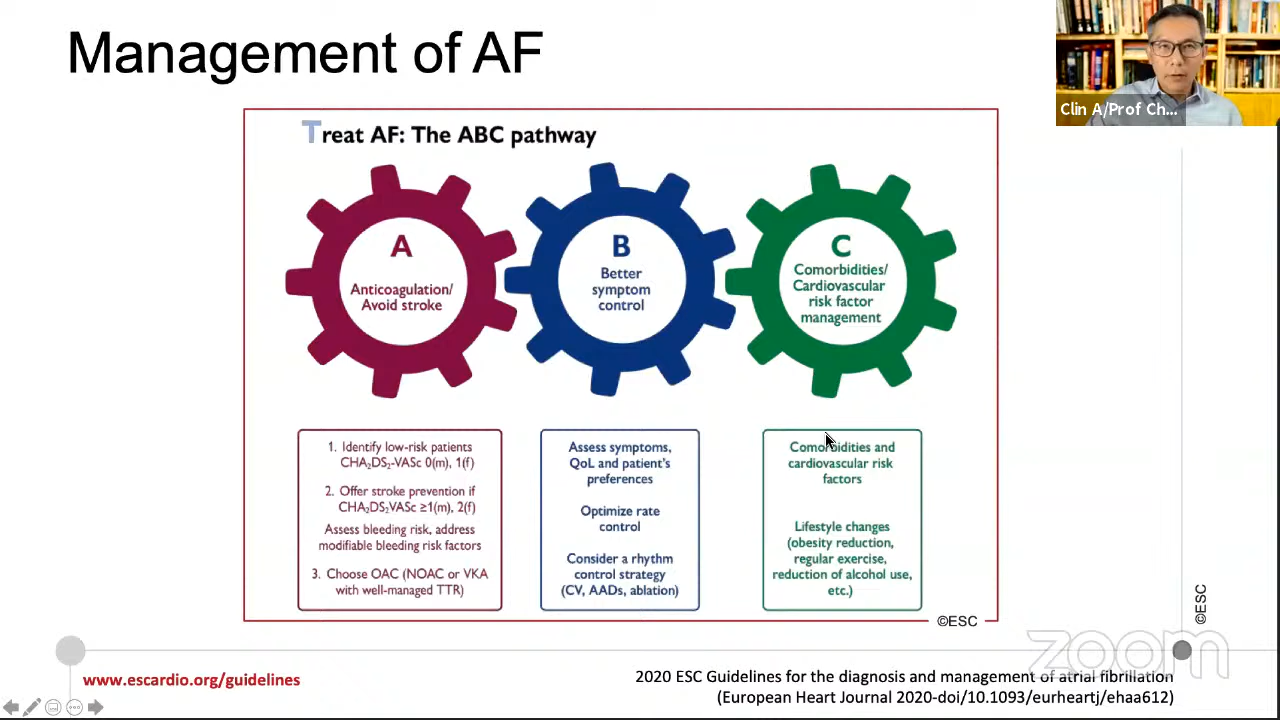 Management of AF
Clin A/Prof Ch...
Treat AF: The ABC pathway
A
Anticoagulation/
Avoid stroke
B
Better
symptom
control
C
Comorbidities/
Cardiovascular
risk factor
management
1. Identify low-risk patients
CHA₂DS₂-VASc 0(m), 1(f)
2. Offer stroke prevention if
CHA₂DS₂VASc ≥1(m), 2(f)
Assess bleeding risk, address
modifiable bleeding risk factors
3. Choose OAC (NOAC or VKA
with well-managed TTR)
Assess symptoms,
QoL and patient's
preferences
Optimize rate
control
Consider a rhythm
control strategy
(CV, AADs, ablation)
Comorbidities and
cardiovascular risk
factors
Lifestyle changes
(obesity reduction,
regular exercise,
reduction of alcohol use,
etc.)
©ESC
©ESC
zoom
www.escardio.org/guidelines
2020 ESC Guidelines for the diagnosis and management of atrial fibrillation
(European Heart Journal 2020-doi/10.1093/eurheartj/ehaa612)